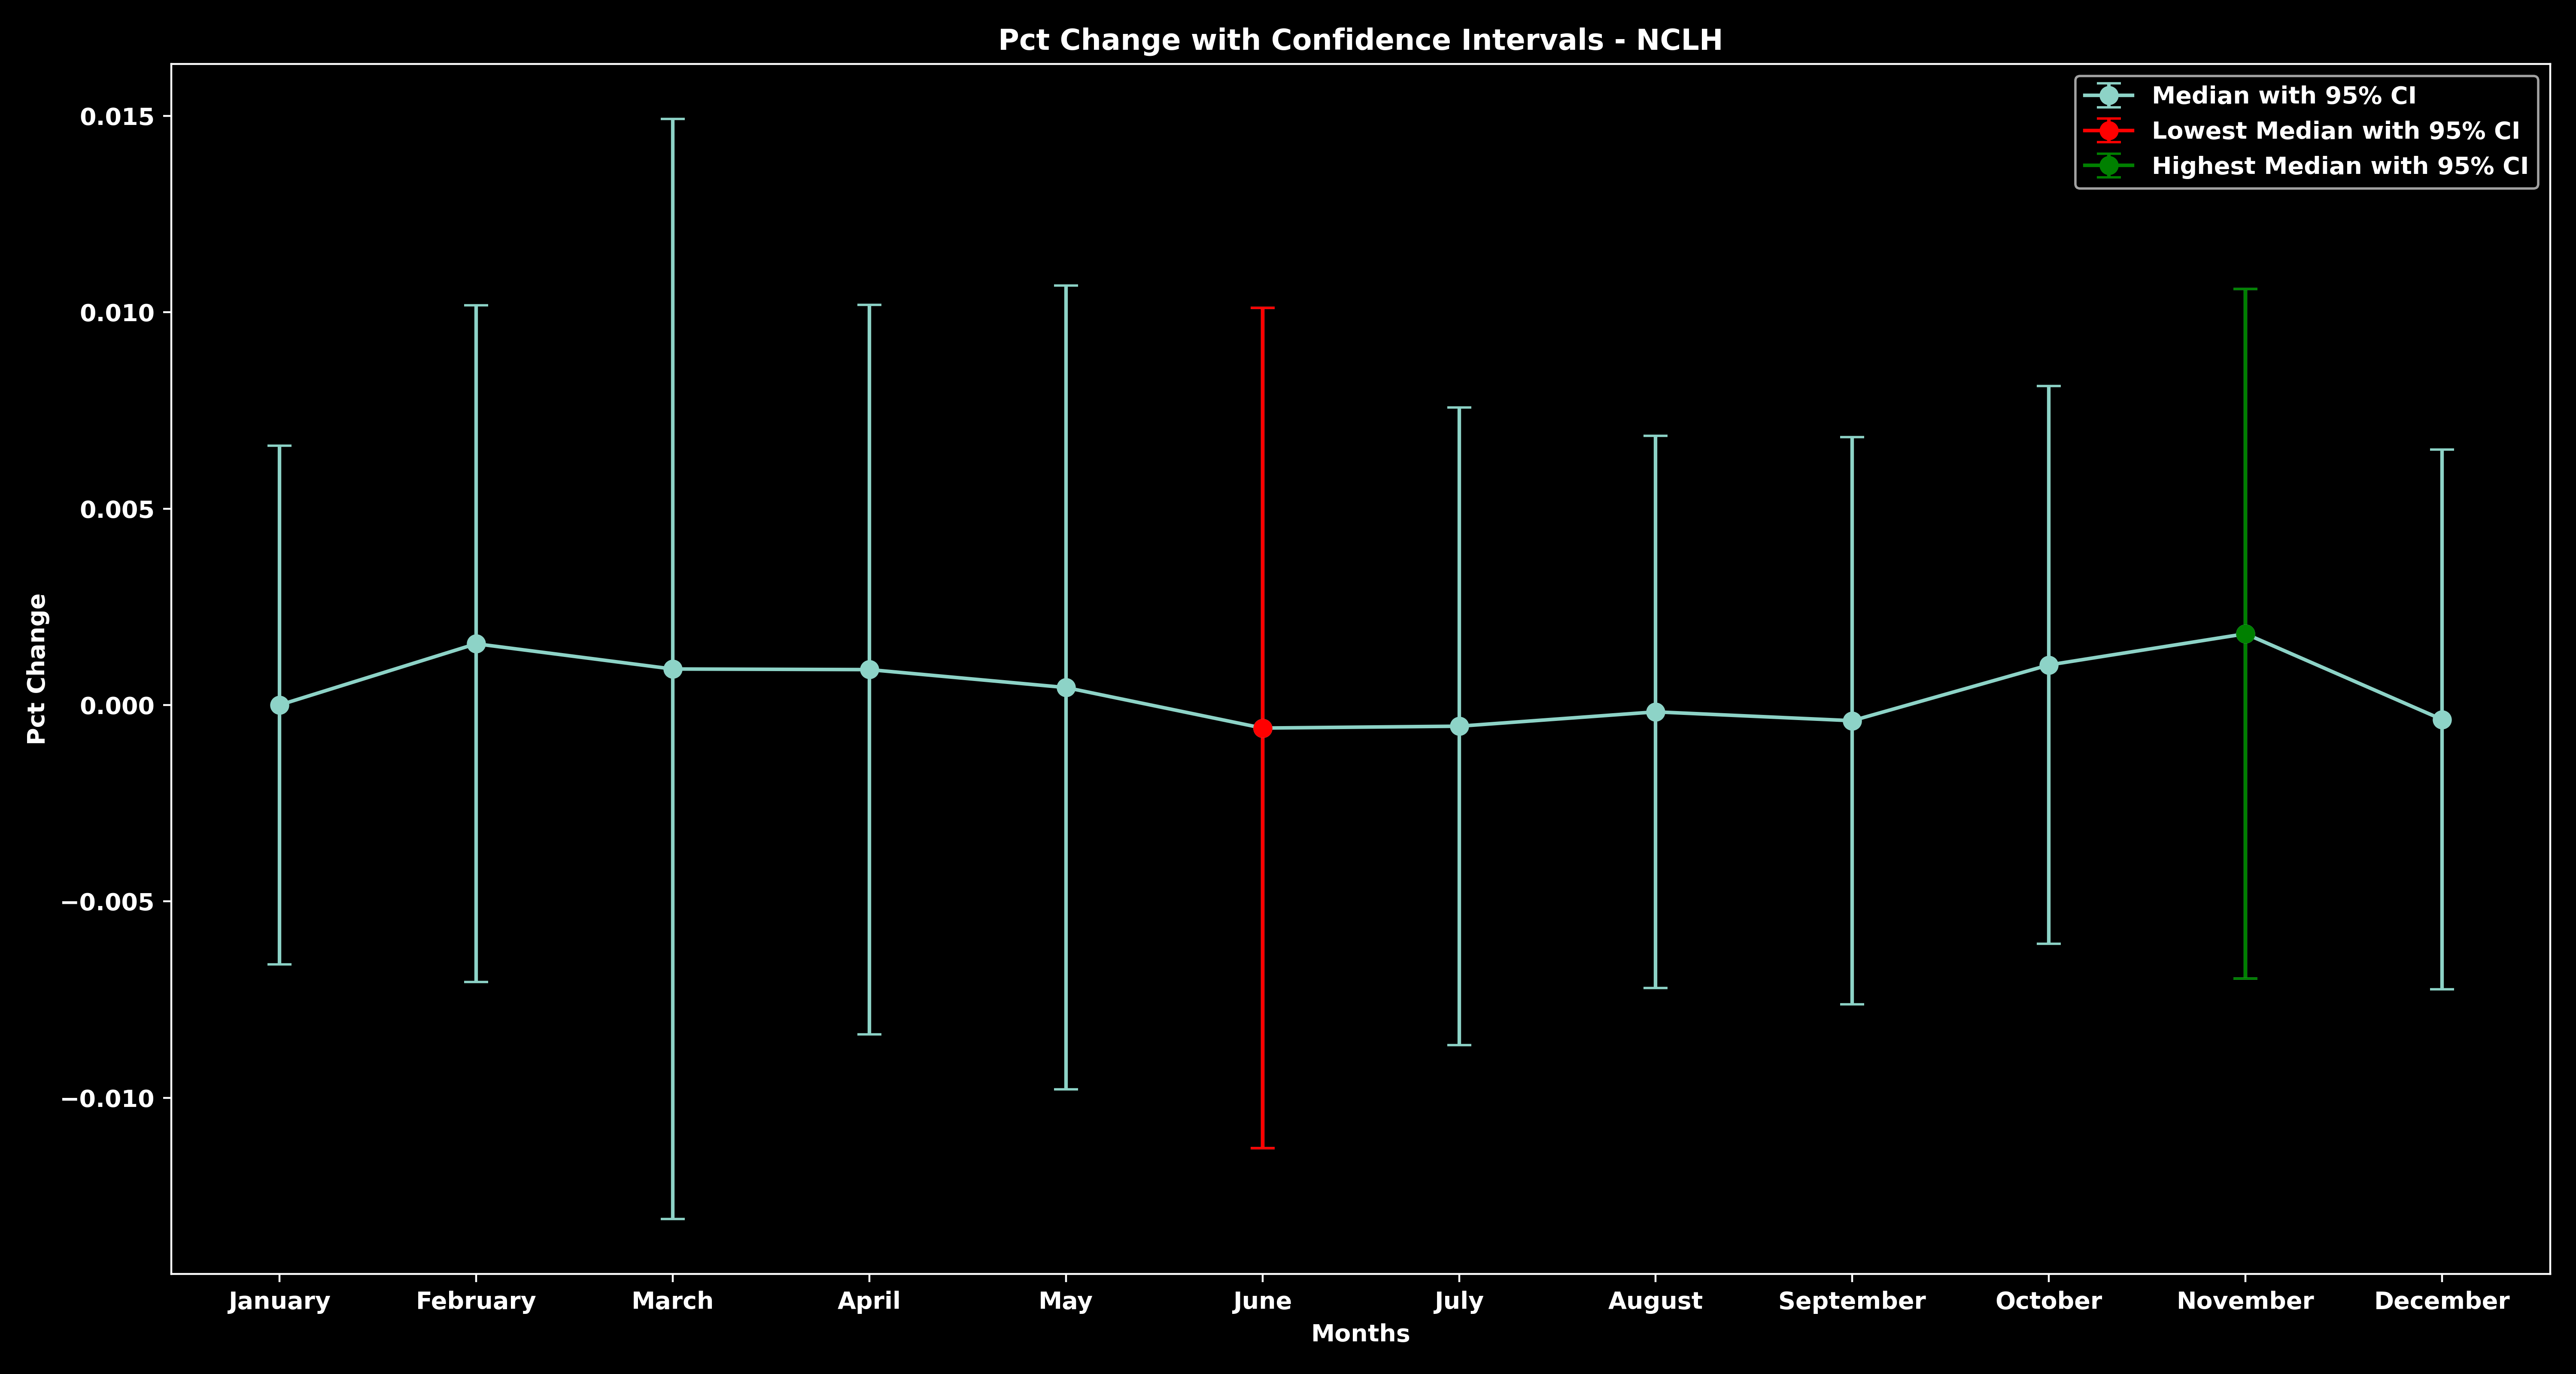 Pct Change with Confidence Intervals - NCLH
Median with 95% CI
Lowest Median with 95% CI
Highest Median with 95% CI
0.015
0.010
0.005
0.000
−0.005
−0.010
Pct Change
January February March April May June July August September October November December
Months